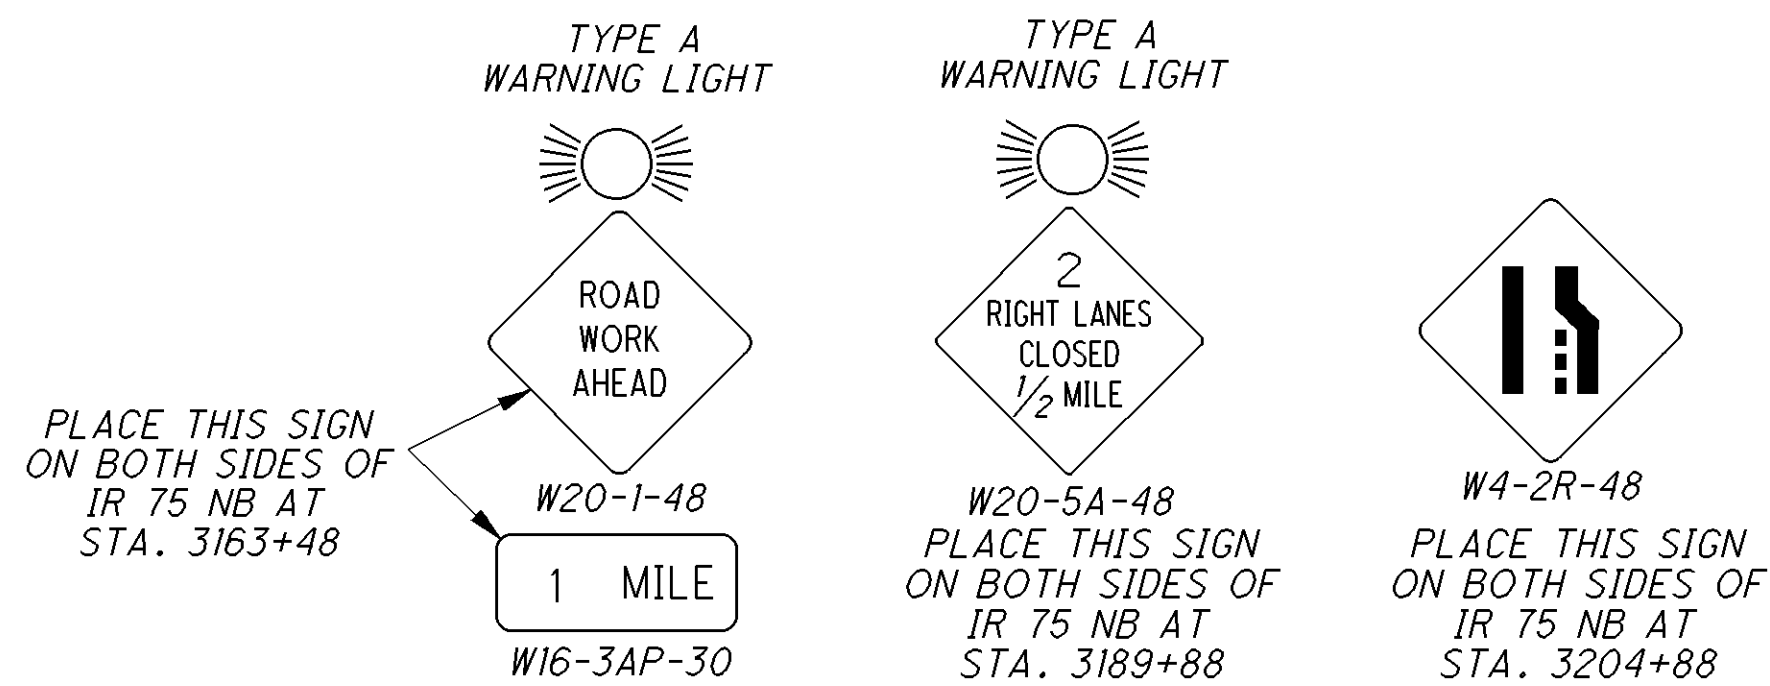 TYPE A
WARNING LIGHT
ROAD
WORK
AHEAD
PLACE THIS SIGN
ON BOTH SIDES OF
IR 75 NB AT
STA. 3163+48
W20-1-48
1 MILE
W16-3AP-30
TYPE A
WARNING LIGHT
2
RIGHT LANES
CLOSED
1/2 MILE
W20-5A-48
PLACE THIS SIGN
ON BOTH SIDES OF
IR 75 NB AT
STA. 3189+88
W4-2R-48
PLACE THIS SIGN
ON BOTH SIDES OF
IR 75 NB AT
STA. 3204+88